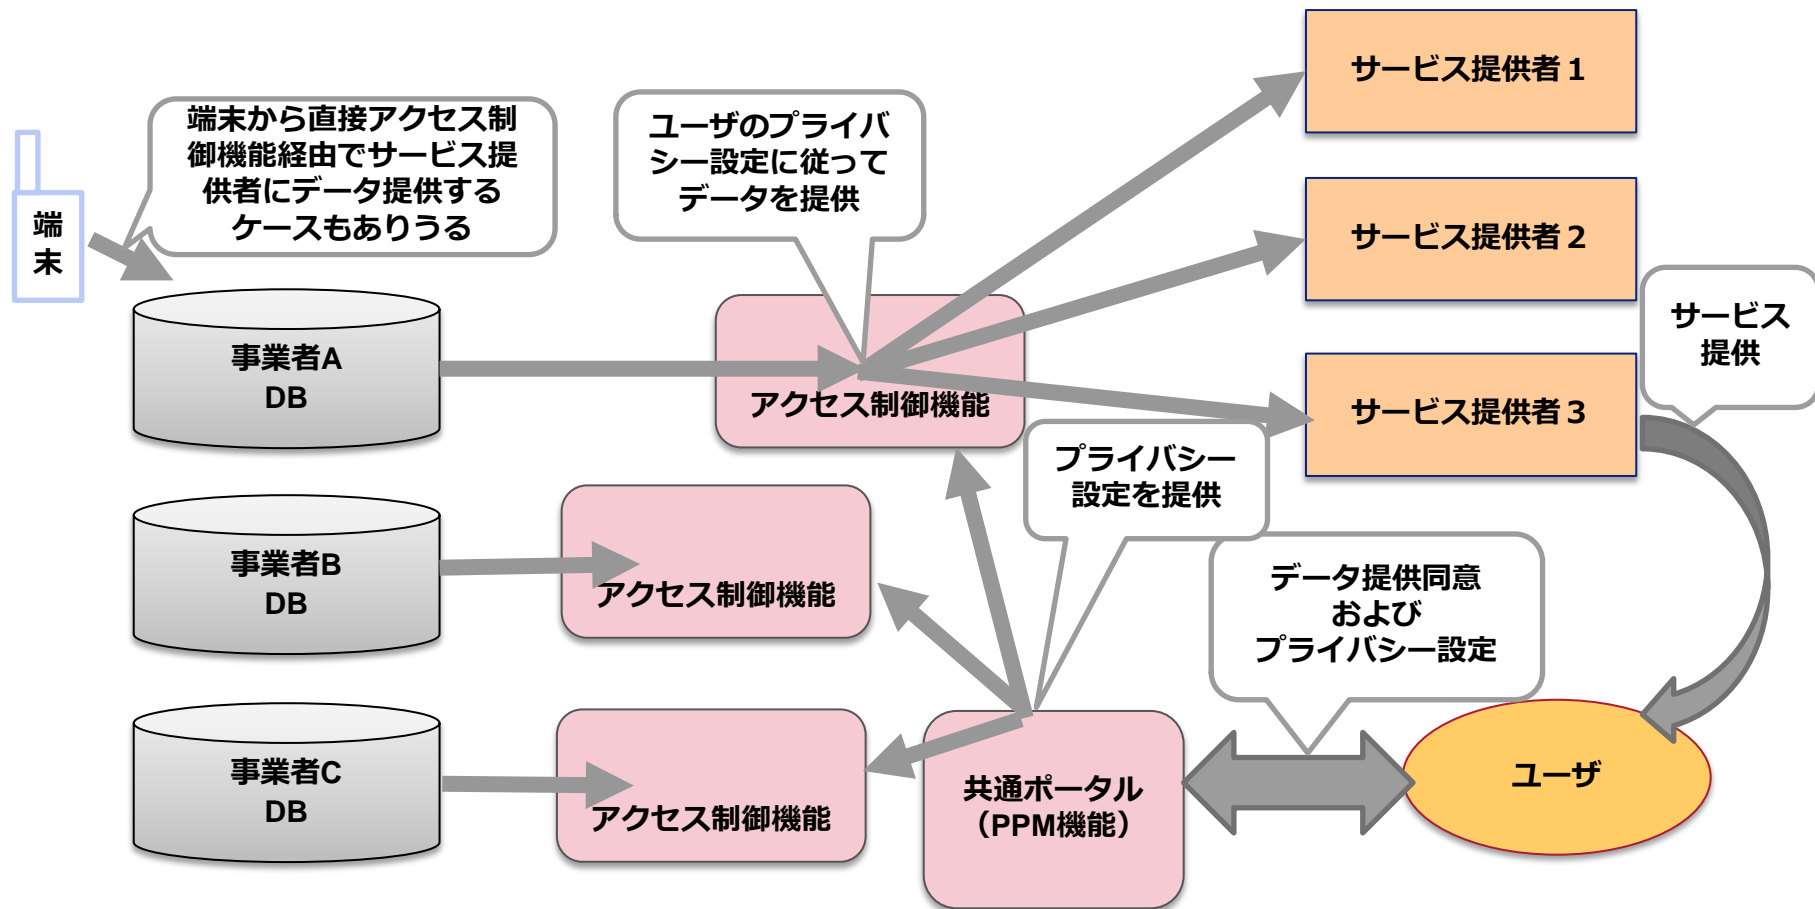 サービス提供者１
端末から直接アクセス制
御機能経由でサービス提
供者にデータ提供する
ケースもありうる
ユーザのプライバ
シー設定に従って
データを提供
端
末
サービス提供者２
サービス
提供
事業者A
DB
アクセス制御機能
サービス提供者３
プライバシー
設定を提供
事業者B
DB
アクセス制御機能
データ提供同意
および
プライバシー設定
事業者C
DB
アクセス制御機能
共通ポータル
（PPM機能）
ユーザ